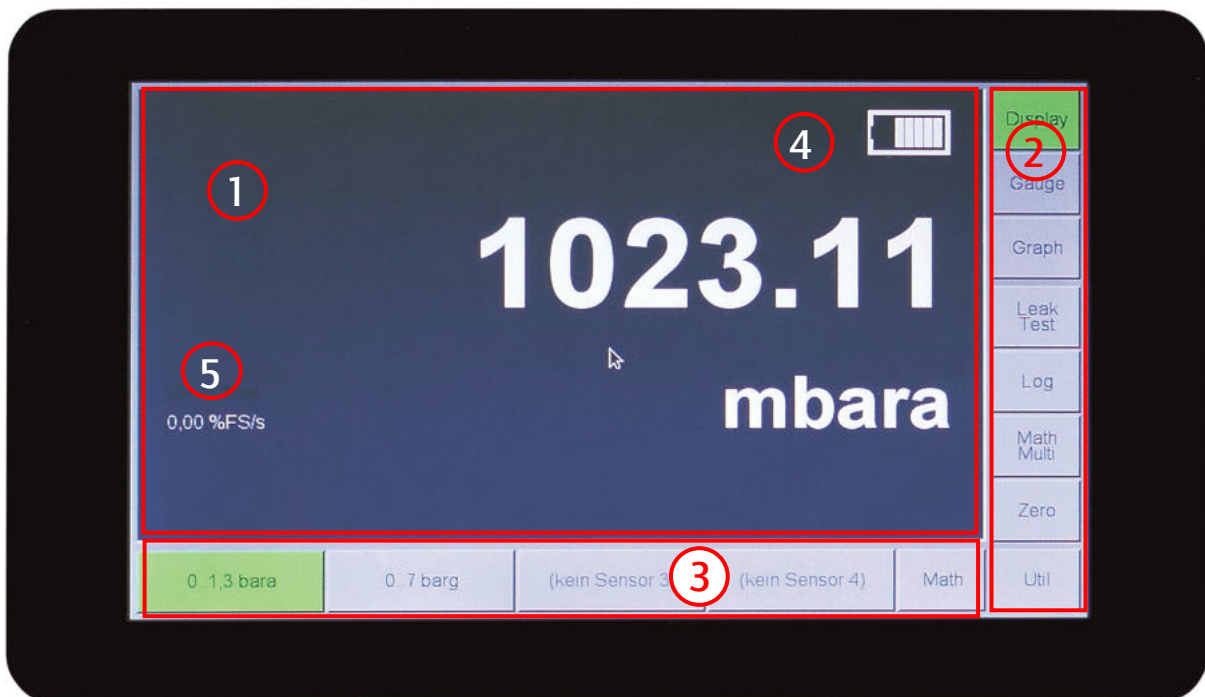 1
4
Display
2
Gauge
1023.11
Graph
Leak
Test
5
mbara
Log
0,00 %FS/s
Math
Multi
Zero
0..1,3 bara
0..7 barg
(kein Sensor 3
3
(kein Sensor 4)
Math
Util